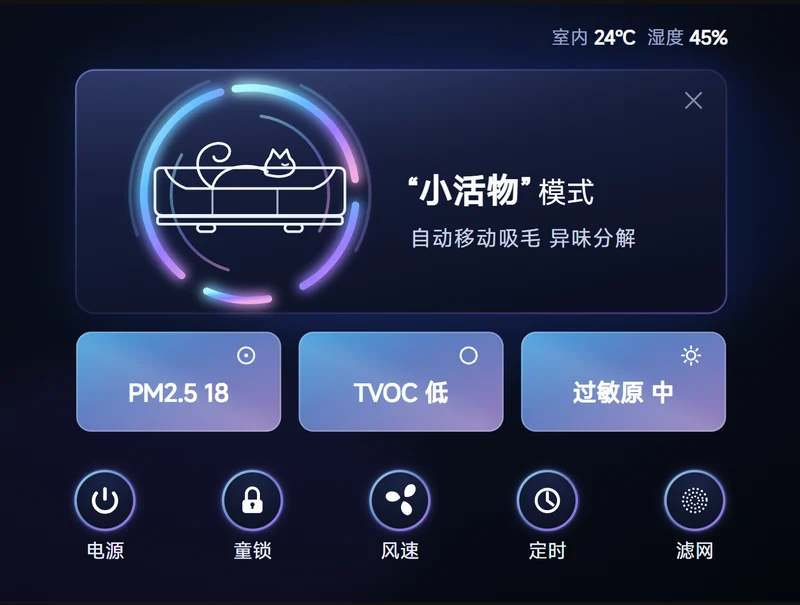 室内 24℃ 湿度 45%
“小活物” 模式
自动移动吸毛 异味分解
PM2.5 18
TVOC 低
过敏原 中
电源
童锁
风速
定时
滤网